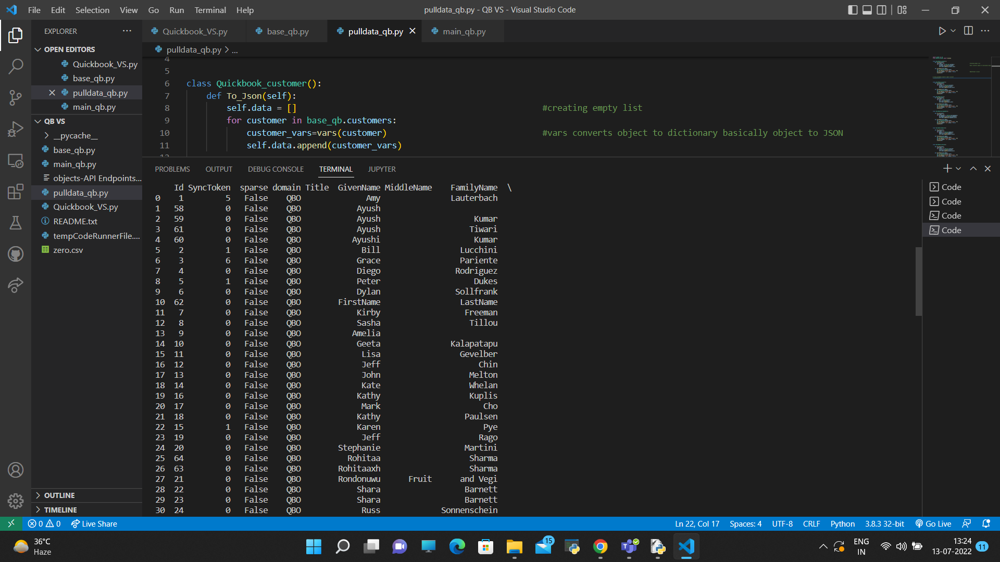 File Edit Selection View Go Run Terminal Help
pulldata_qb.py - QB VS - Visual Studio Code
EXPLORER
OPEN EDITORS
Quickbook_VS.py
base_qb.py
pulldata_qb.py
main_qb.py
QB VS
__pycache__
base_qb.py
main_qb.py
objects-API Endpoints...
pulldata_qb.py
Quickbook_VS.py
README.txt
tempCodeRunnerFile....
zero.csv
OUTLINE
TIMELINE
Quickbook_VS.py base_qb.py pulldata_qb.py main_qb.py
pulldata_qb.py > ...
4
5
6 class Quickbook_customer():
7 def To_Json(self):
8 self.data = [] #creating empty list
9 for customer in base_qb.customers:
10 customer_vars=vars(customer) #vars converts object to dictionary basically object to JSON
11 self.data.append(customer_vars)
12
PROBLEMS OUTPUT DEBUG CONSOLE TERMINAL JUPYTER
Id SyncToken sparse domain Title GivenName MiddleName FamilyName \
0 1 5 False QBO Amy Lauterbach
1 58 0 False QBO Ayush
2 59 0 False QBO Ayush Kumar
3 61 0 False QBO Ayush Tiwari
4 60 0 False QBO Ayushi Kumar
5 2 1 False QBO Bill Lucchini
6 3 6 False QBO Grace Pariente
7 4 0 False QBO Diego Rodriguez
8 5 1 False QBO Peter Dukes
9 6 0 False QBO Dylan Sollfrank
10 62 0 False QBO FirstName LastName
11 7 0 False QBO Kirby Freeman
12 8 0 False QBO Sasha Tillou
13 9 0 False QBO Amelia
14 10 0 False QBO Geeta Kalapatapu
15 11 0 False QBO Lisa Gevelber
16 12 0 False QBO Jeff Chin
17 13 0 False QBO John Melton
18 14 0 False QBO Kate Whelan
19 16 0 False QBO Kathy Kuplis
20 17 0 False QBO Mark Cho
21 18 0 False QBO Kathy Paulsen
22 15 1 False QBO Karen Pye
23 19 0 False QBO Jeff Rago
24 20 0 False QBO Stephanie Martini
25 64 0 False QBO Rohitaa Sharma
26 63 0 False QBO Rohitaaxh Sharma
27 21 0 False QBO Rondonuwu Fruit and Vegi
28 22 0 False QBO Shara Barnett
29 23 0 False QBO Shara Barnett
30 24 0 False QBO Russ Sonnenschein
Code
Code
Code
Code
0 0 Live Share
Ln 22, Col 17 Spaces: 4 UTF-8 CRLF Python 3.8.3 32-bit Go Live
36°C
Haze
15
ENG
IN
13:24
13-07-2022
11